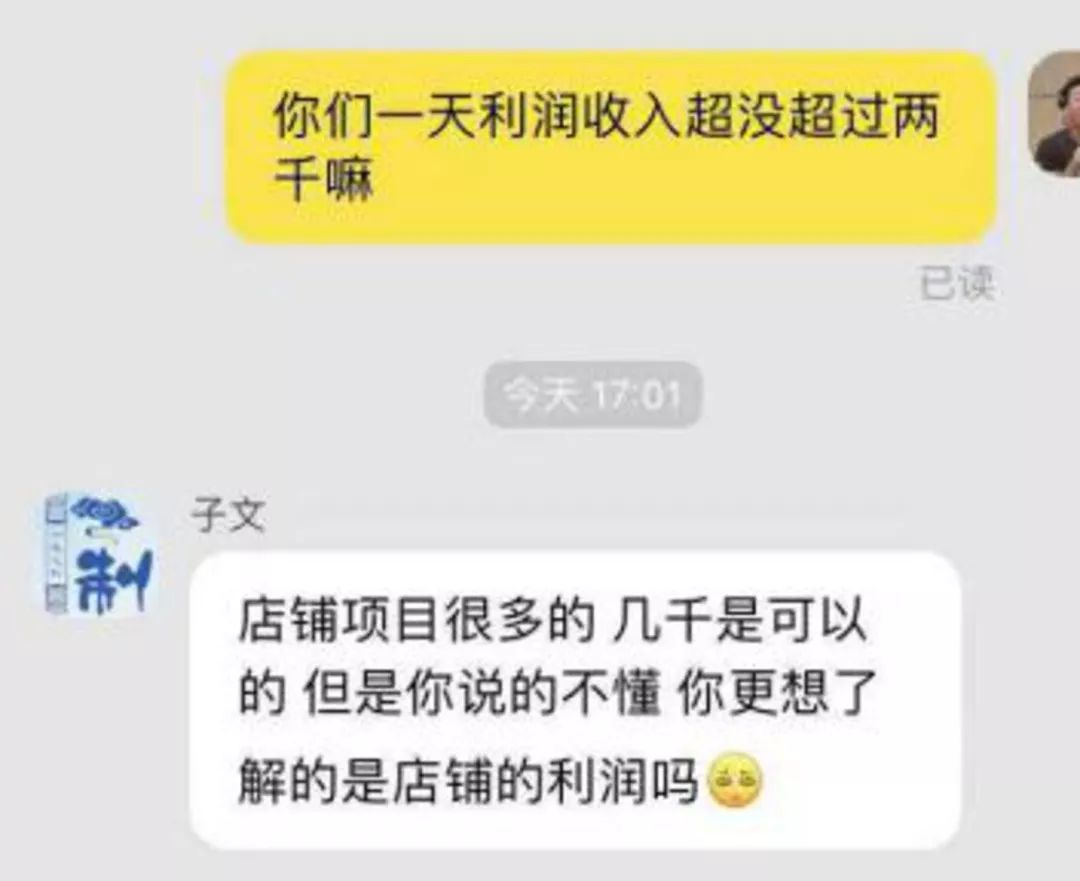 你们一天利润收入超没超过两
千嘛
已读
今天 17:01
子文
店铺项目很多的 几千是可以
的 但是你说的不懂 你更想了
解的是店铺的利润吗